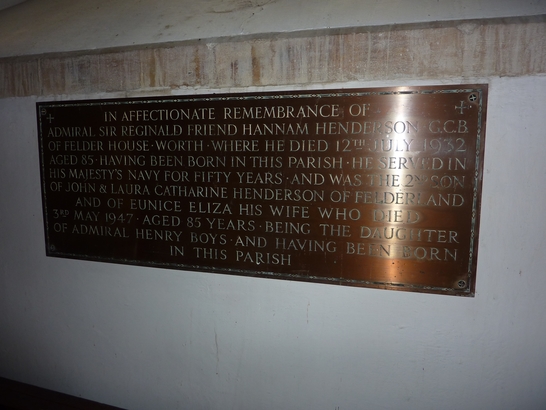 IN AFFECTIONATE REMEMBRANCE OF
ADMIRAL SIR REGINALD FRIEND HANNAM HENDERSON G.C.B
OF FELDER HOUSE · WORTH · WHERE HE DIED 12TH JULY 1932
AGED 85 · HAVING BEEN BORN IN THIS PARISH · HE SERVED IN
HIS MAJESTY'S NAVY FOR FIFTY YEARS · AND WAS THE 2ND SON
OF JOHN & LAURA CATHARINE HENDERSON OF FELDERLAND
AND OF EUNICE ELIZA HIS WIFE WHO DIED
3RD MAY 1947 · AGED 85 YEARS · BEING THE DAUGHTER
OF ADMIRAL HENRY BOYS · AND HAVING BEEN BORN
IN THIS PARISH